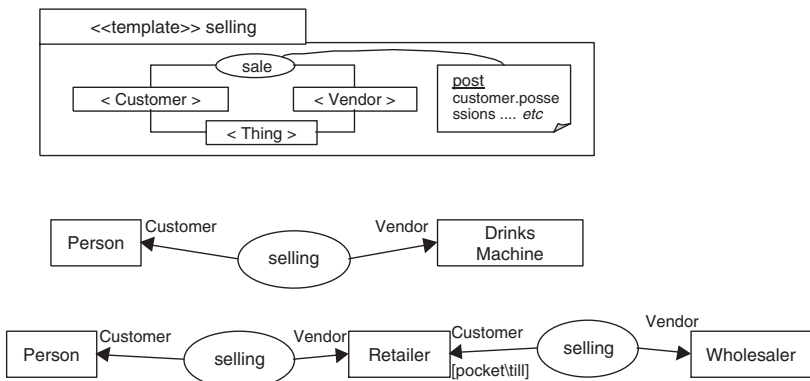 <<template>> selling
sale
post
customer.posse
ssions .... etc
< Customer >
< Vendor >
< Thing >
Customer
Vendor
Person
selling
Drinks
Machine
Customer
Vendor
Customer
Vendor
Person
selling
Retailer
selling
Wholesaler
[pocket\till]